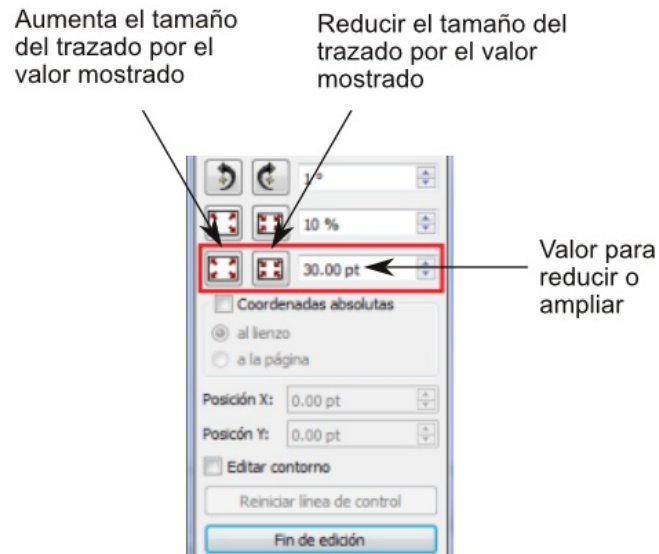 Aumenta el tamaño
del trazado por el
valor mostrado
Reducir el tamaño del
trazado por el valor
mostrado
1 °
10 %
30.00 pt
Valor para
reducir o
ampliar
Coordenadas absolutas
al lienzo
a la página
Posición X: 0.00 pt
Posicón Y: 0.00 pt
Editar contorno
Reiniciar línea de control
Fin de edición